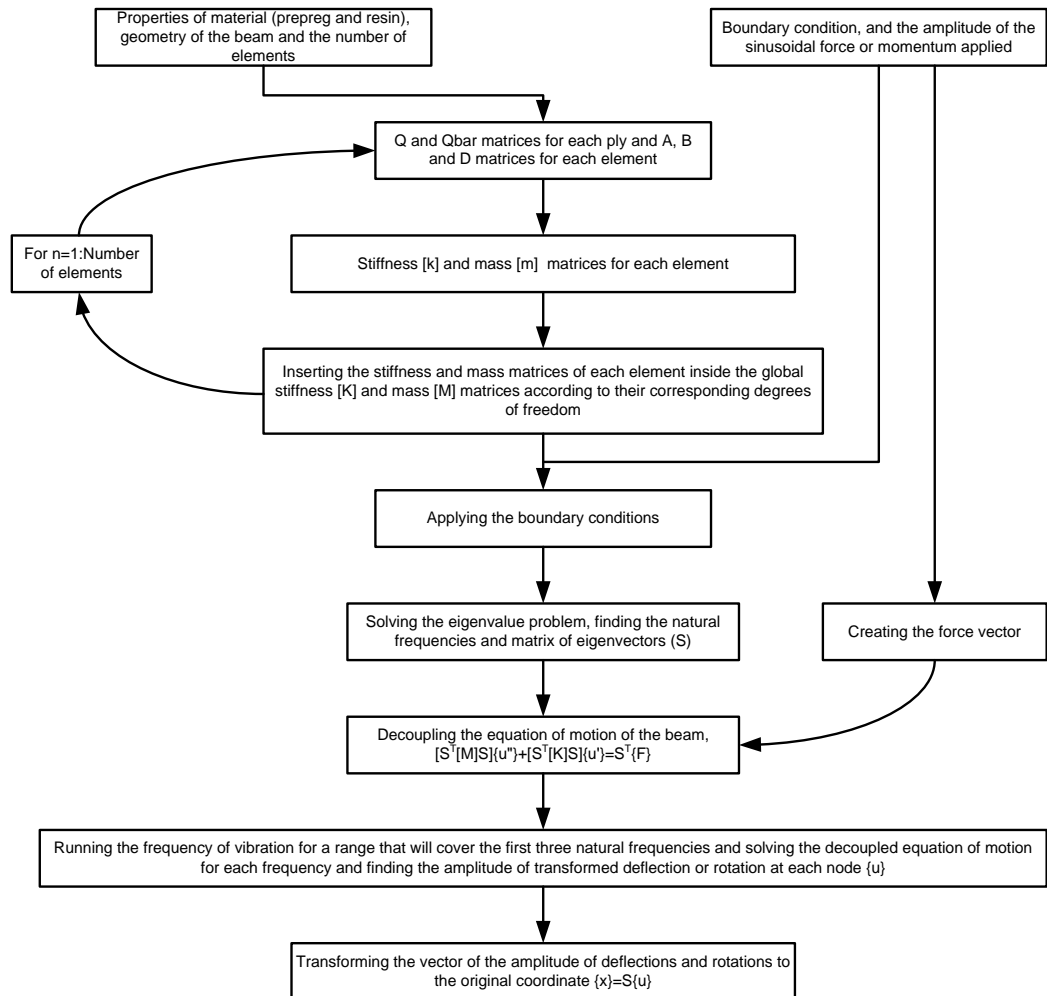 Properties of material (prepreg and resin),
geometry of the beam and the number of
elements
Boundary condition, and the amplitude of the
sinusoidal force or momentum applied
Q and Qbar matrices for each ply and A, B
and D matrices for each element
For n=1:Number
of elements
Stiffness [k] and mass [m]  matrices for each element
Inserting the stiffness and mass matrices of each element inside the global
stiffness [K] and mass [M] matrices according to their corresponding degrees
of freedom
Applying the boundary conditions
Solving the eigenvalue problem, finding the natural
frequencies and matrix of eigenvectors (S)
Creating the force vector
Decoupling the equation of motion of the beam,
[Sᵀ[M]S]{u"}+[Sᵀ[K]S]{u'}=Sᵀ{F}
Running the frequency of vibration for a range that will cover the first three natural frequencies and solving the decoupled equation of motion
for each frequency and finding the amplitude of transformed deflection or rotation at each node {u}
Transforming the vector of the amplitude of deflections and rotations to
the original coordinate {x}=S{u}